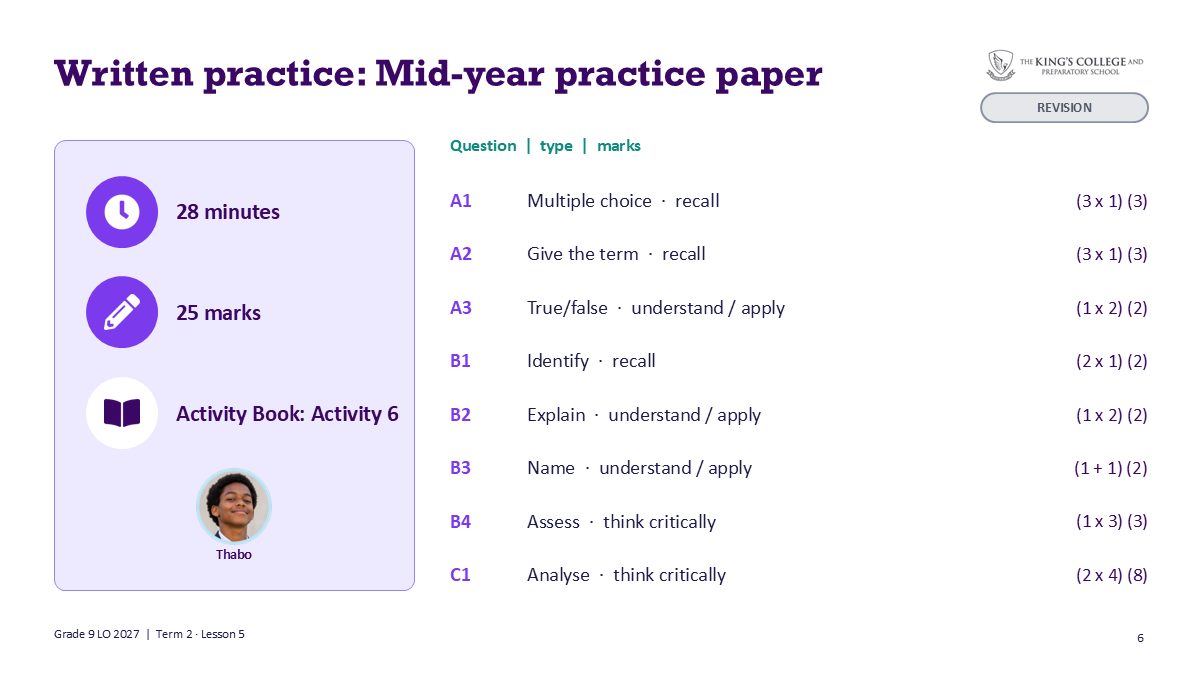 Written practice: Mid-year practice paper
THE KING'S COLLEGE AND
PREPARATORY SCHOOL
REVISION
28 minutes
25 marks
Activity Book: Activity 6
Thabo
Question | type | marks
A1 Multiple choice · recall (3 x 1) (3)
A2 Give the term · recall (3 x 1) (3)
A3 True/false · understand / apply (1 x 2) (2)
B1 Identify · recall (2 x 1) (2)
B2 Explain · understand / apply (1 x 2) (2)
B3 Name · understand / apply (1 + 1) (2)
B4 Assess · think critically (1 x 3) (3)
C1 Analyse · think critically (2 x 4) (8)
Grade 9 LO 2027 | Term 2 · Lesson 5
6